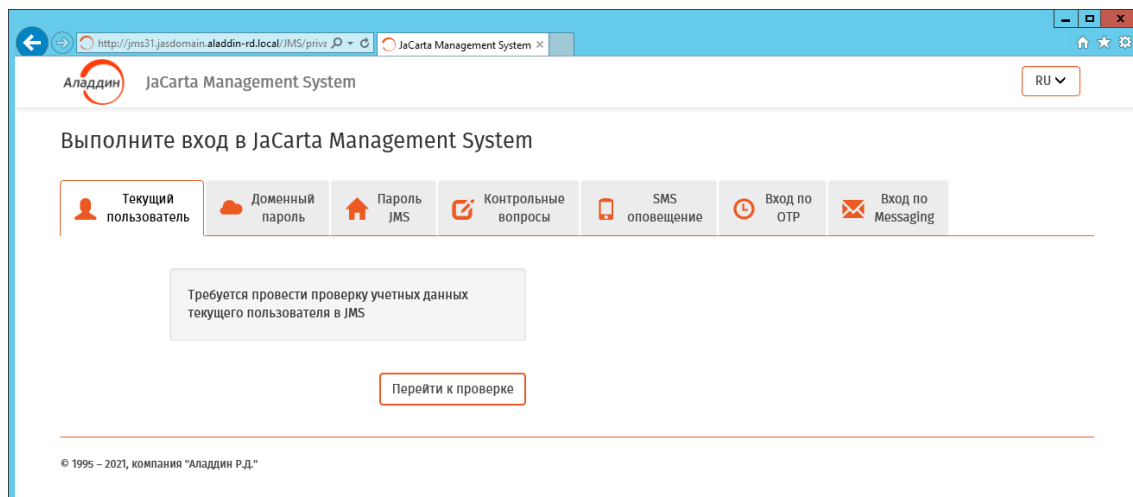 http://jms31.jasdomain.aladdin-rd.local/JMS/priva
JaCarta Management System ×
Аладдин
JaCarta Management System
RU
Выполните вход в JaCarta Management System
Текущий
пользователь
Доменный
пароль
Пароль
JMS
Контрольные
вопросы
SMS
оповещение
Вход по
OTP
Вход по
Messaging
Требуется провести проверку учетных данных
текущего пользователя в JMS
Перейти к проверке
© 1995 – 2021, компания "Аладдин Р.Д."